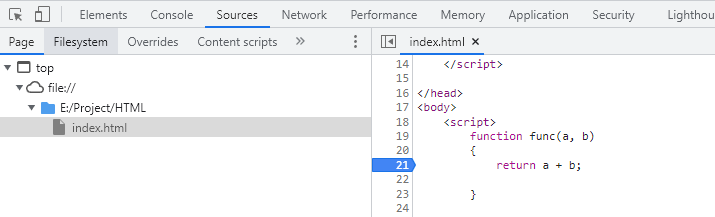 Elements Console Sources Network Performance Memory Application Security Lighthou
Page Filesystem Overrides Content scripts » index.html ×
top
file://
E:/Project/HTML
index.html
14 </script>
15
16 </head>
17 <body>
18 <script>
19 function func(a, b)
20 {
21 return a + b;
22
23 }
24